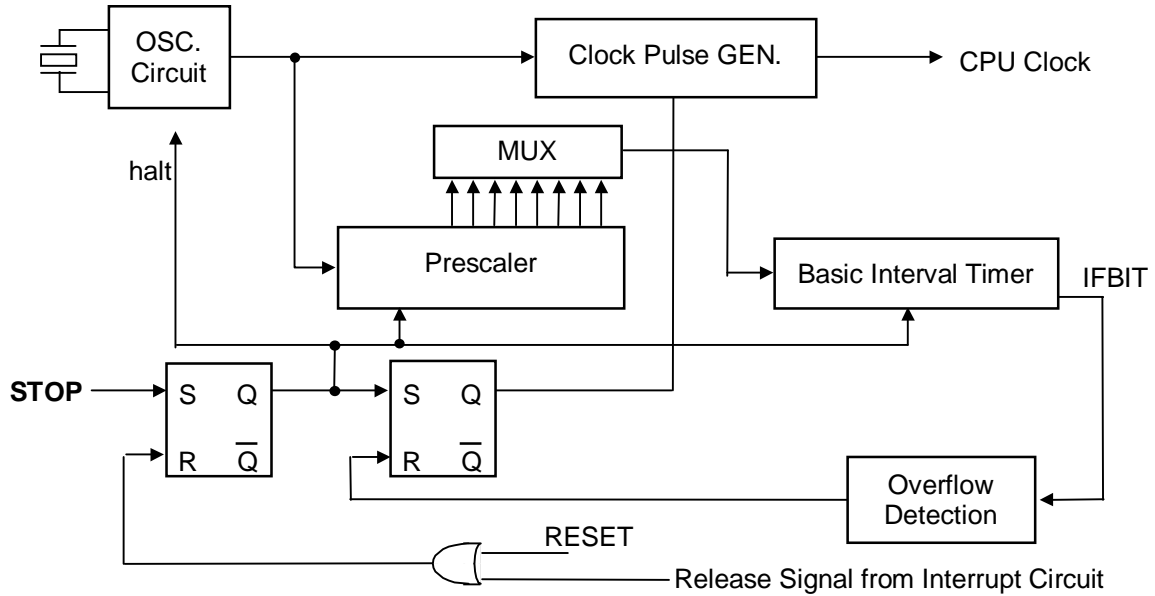 OSC.
Circuit
Clock Pulse GEN.
CPU Clock
MUX
halt
Prescaler
Basic Interval Timer
IFBIT
STOP
S Q
R Q̅
S Q
R Q̅
Overflow
Detection
RESET
Release Signal from Interrupt Circuit